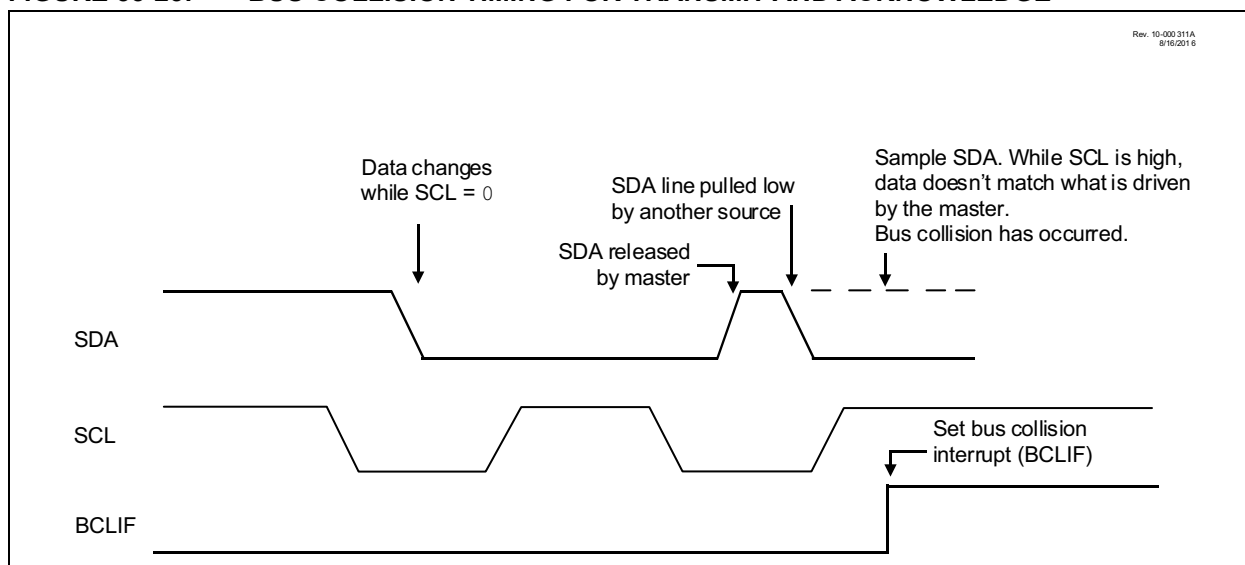 Rev. 10-000 311A
8/16/201 6
Data changes
while SCL = 0
SDA line pulled low
by another source
SDA released
by master
Sample SDA. While SCL is high,
data doesn’t match what is driven
by the master.
Bus collision has occurred.
SDA
SCL
Set bus collision
interrupt (BCLIF)
BCLIF